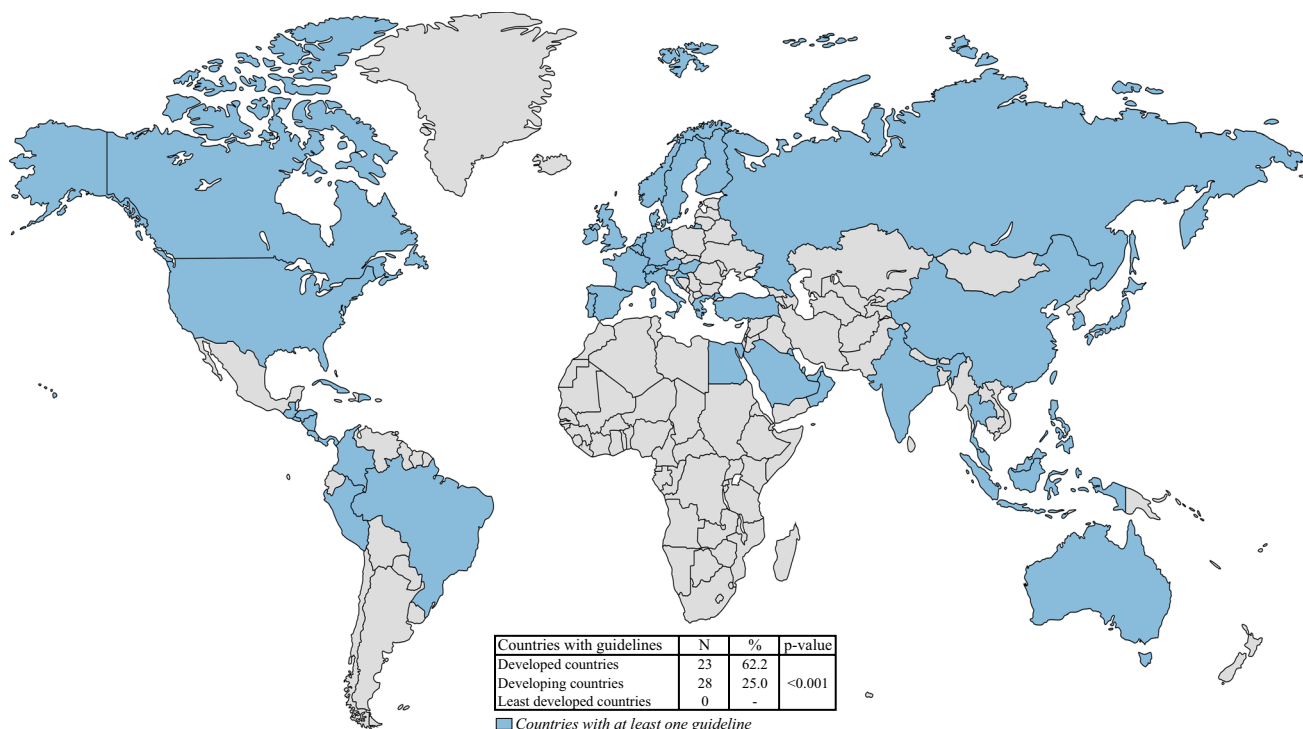 Countries with guidelines N % p-value
Developed countries 23 62.2
Developing countries 28 25.0 <0.001
Least developed countries 0 -
Countries with at least one guideline